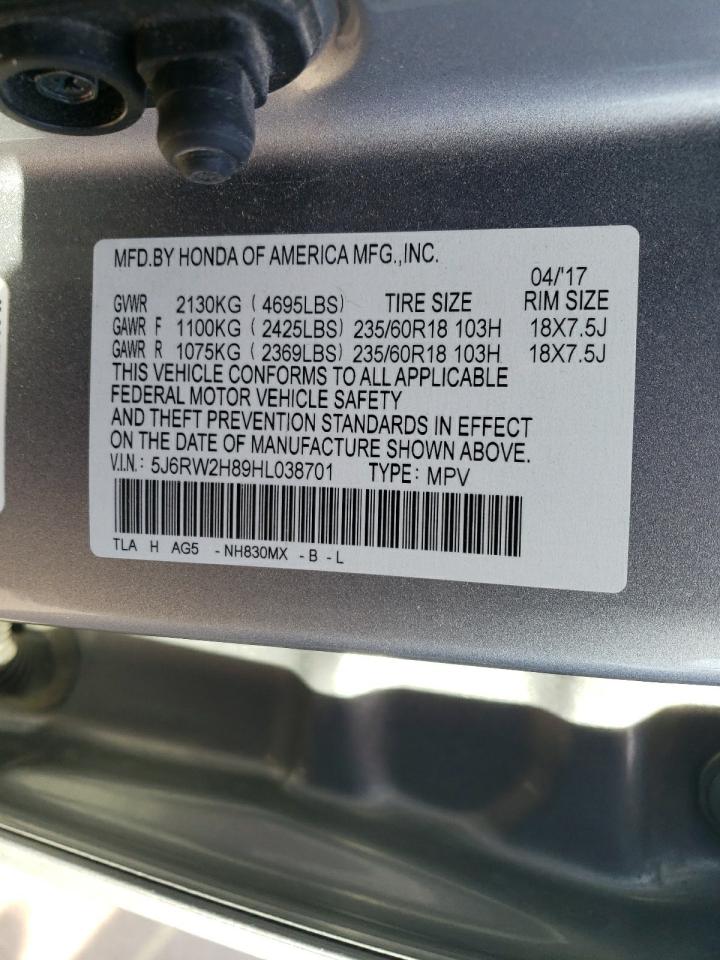 MFD.BY HONDA OF AMERICA MFG.,INC.
04/'17
GVWR 2130KG ( 4695LBS) TIRE SIZE RIM SIZE
GAWR F 1100KG ( 2425LBS) 235/60R18 103H 18X7.5J
GAWR R 1075KG ( 2369LBS) 235/60R18 103H 18X7.5J
THIS VEHICLE CONFORMS TO ALL APPLICABLE
FEDERAL MOTOR VEHICLE SAFETY
AND THEFT PREVENTION STANDARDS IN EFFECT
ON THE DATE OF MANUFACTURE SHOWN ABOVE.
V.I.N.: 5J6RW2H89HL038701 TYPE: MPV
TLA H AG5 -NH830MX -B -L